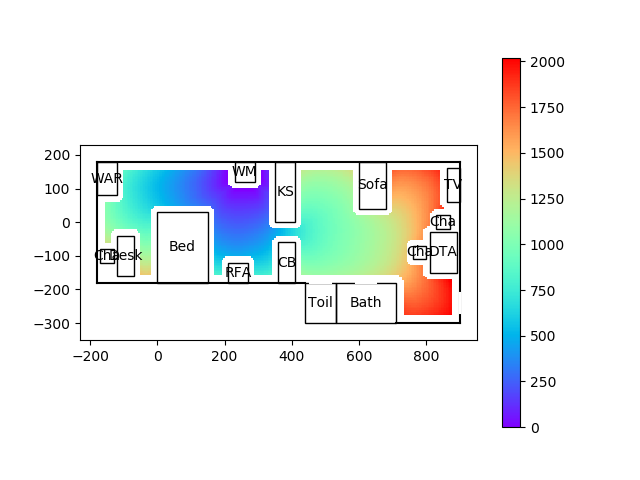 2000
1750
1500
1250
1000
750
500
250
0
200
100
0
−100
−200
−300
−200
0
200
400
600
800
WAR
WM
KS
Sofa
TV
Cha
Cha
Desk
Bed
RFA
CB
Cha
DTA
Toil
Bath